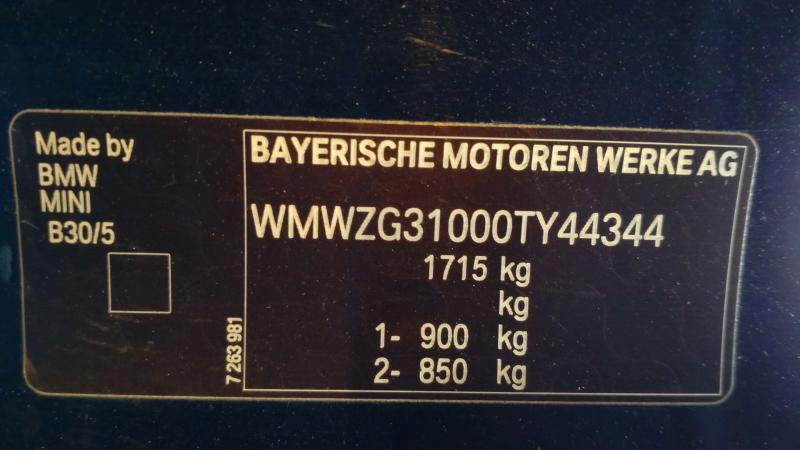 Made by
BMW
MINI
B30/5
7 263 981
BAYERISCHE MOTOREN WERKE AG
WMWZG31000TY44344
1715 kg
kg
1- 900 kg
2- 850 kg